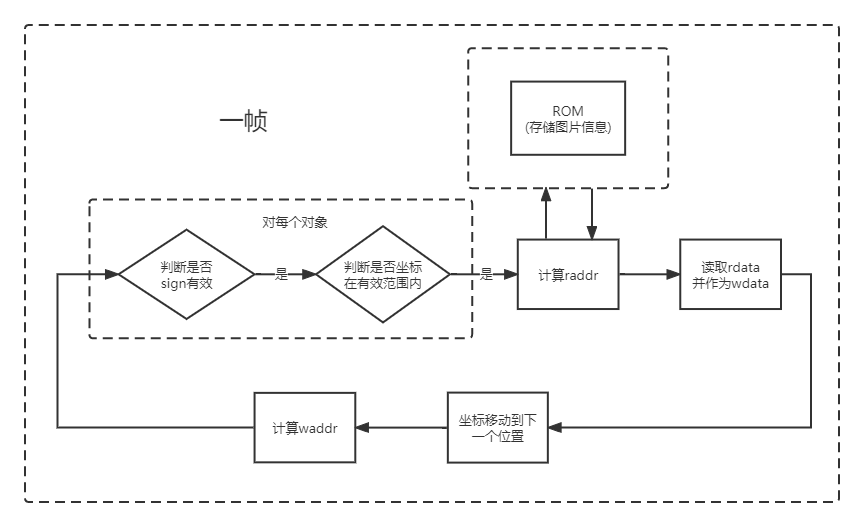 一帧
ROM
(存储图片信息)
对每个对象
判断是否
sign有效
是
判断是否坐标
在有效范围内
是
计算raddr
读取rdata
并作为wdata
坐标移动到下
一个位置
计算waddr